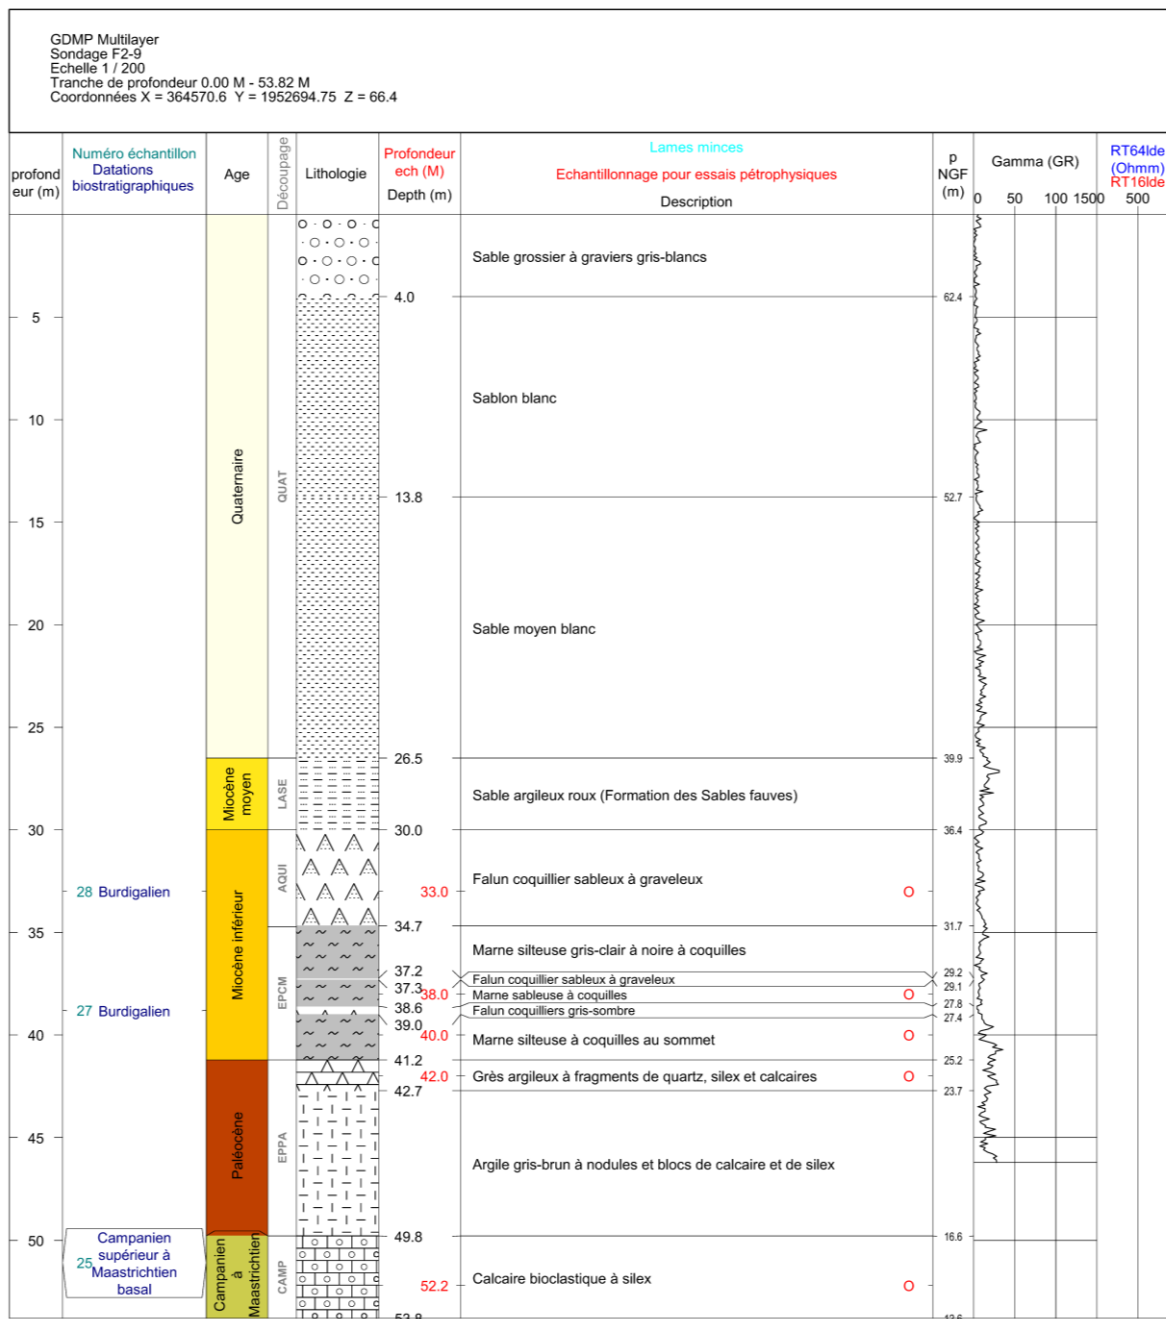 GDMP Multilayer
Sondage F2-9
Echelle 1 / 200
Tranche de profondeur 0.00 M - 53.82 M
Coordonnées X = 364570.6 Y = 1952694.75 Z = 66.4
profond
eur (m)
Numéro échantillon
Datations
biostratigraphiques
Age
Découpage
Lithologie
Profondeur
ech (M)
Depth (m)
Lames minces
Echantillonnage pour essais pétrophysiques
Description
p
NGF
(m)
Gamma (GR)
0 50 100 150
RT64Ide
(Ohmm)
RT16Ide
0 500
Sable grossier à graviers gris-blancs
4.0 62.4
5
Sablon blanc
10
Quaternaire
QUAT
13.8 52.7
15
Sable moyen blanc
20
25
26.5 39.9
Miocène
moyen
LASE
Sable argileux roux (Formation des Sables fauves)
30
30.0 36.4
Miocène inférieur
AQUI
Falun coquillier sableux à graveleux
28 Burdigalien
33.0 O
34.7 31.7
35
Marne silteuse gris-clair à noire à coquilles
EPCM
37.2 29.2
Falun coquillier sableux à graveleux
37.3 29.1
38.0 Marne sableuse à coquilles O
38.6 27.8
27 Burdigalien
Falun coquilliers gris-sombre
39.0 27.4
40
40.0 O
Marne silteuse à coquilles au sommet
41.2 25.2
Paléocène
EPPA
42.0 Grès argileux à fragments de quartz, silex et calcaires O
42.7 23.7
45
Argile gris-brun à nodules et blocs de calcaire et de silex
49.8 16.6
50
25
Campanien
supérieur à
Maastrichtien
basal
Campanien
à
Maastrichtien
CAMP
Calcaire bioclastique à silex
52.2 O
53.8 12.6